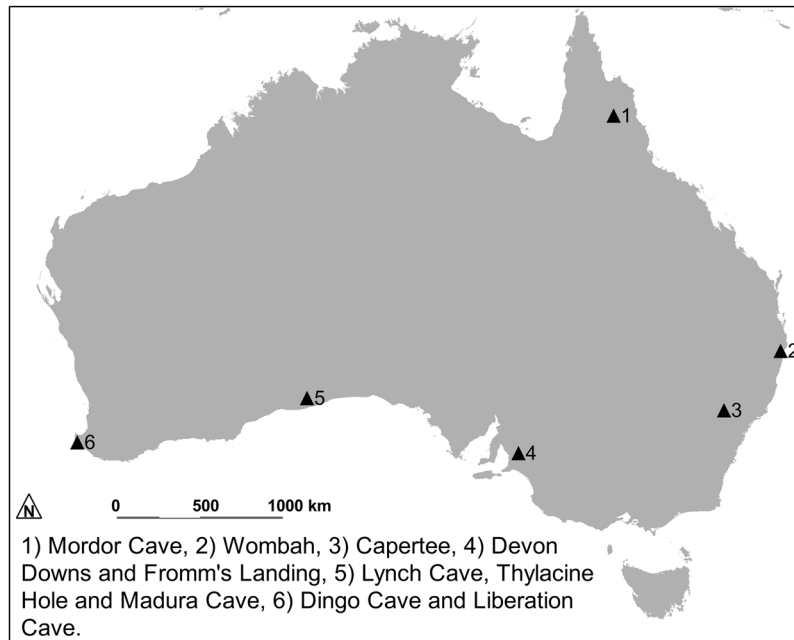 1
2
3
5
4
6
N
0 500 1000 km
1) Mordor Cave, 2) Wombah, 3) Capertee, 4) Devon
Downs and Fromm's Landing, 5) Lynch Cave, Thylacine
Hole and Madura Cave, 6) Dingo Cave and Liberation
Cave.